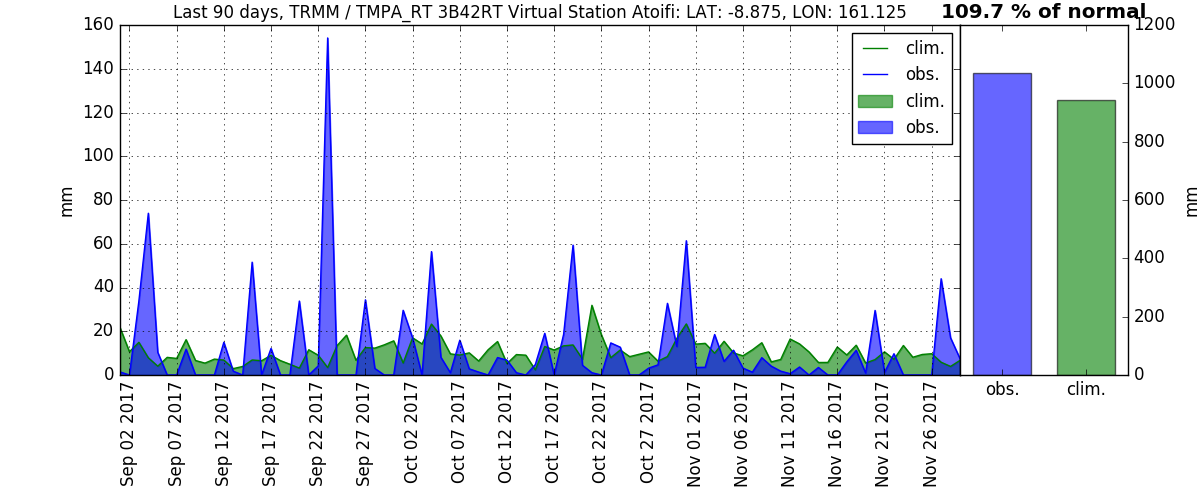 Last 90 days, TRMM / TMPA_RT 3B42RT Virtual Station Atoifi: LAT: -8.875, LON: 161.125
109.7 % of normal
160
140
120
100
80
60
40
20
0
mm
clim.
obs.
clim.
obs.
Sep 02 2017
Sep 07 2017
Sep 12 2017
Sep 17 2017
Sep 22 2017
Sep 27 2017
Oct 02 2017
Oct 07 2017
Oct 12 2017
Oct 17 2017
Oct 22 2017
Oct 27 2017
Nov 01 2017
Nov 06 2017
Nov 11 2017
Nov 16 2017
Nov 21 2017
Nov 26 2017
1200
1000
800
600
400
200
0
mm
obs.
clim.